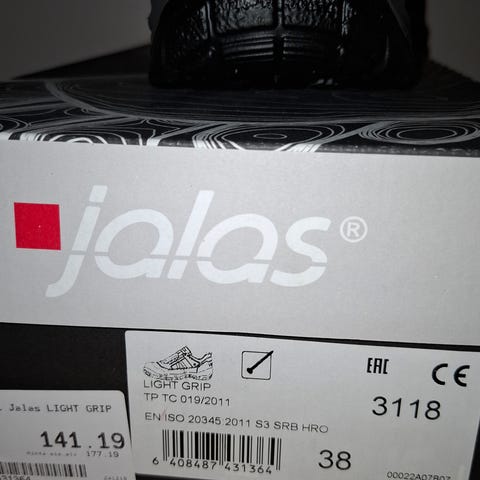 jalas®
LIGHT GRIP
TP TC 019/2011
EN ISO 20345:2011 S3 SRB HRO
EAC CE
3118
6 408487 431364
38
00022A07B07
. Jalas LIGHT GRIP
141.19
177.19